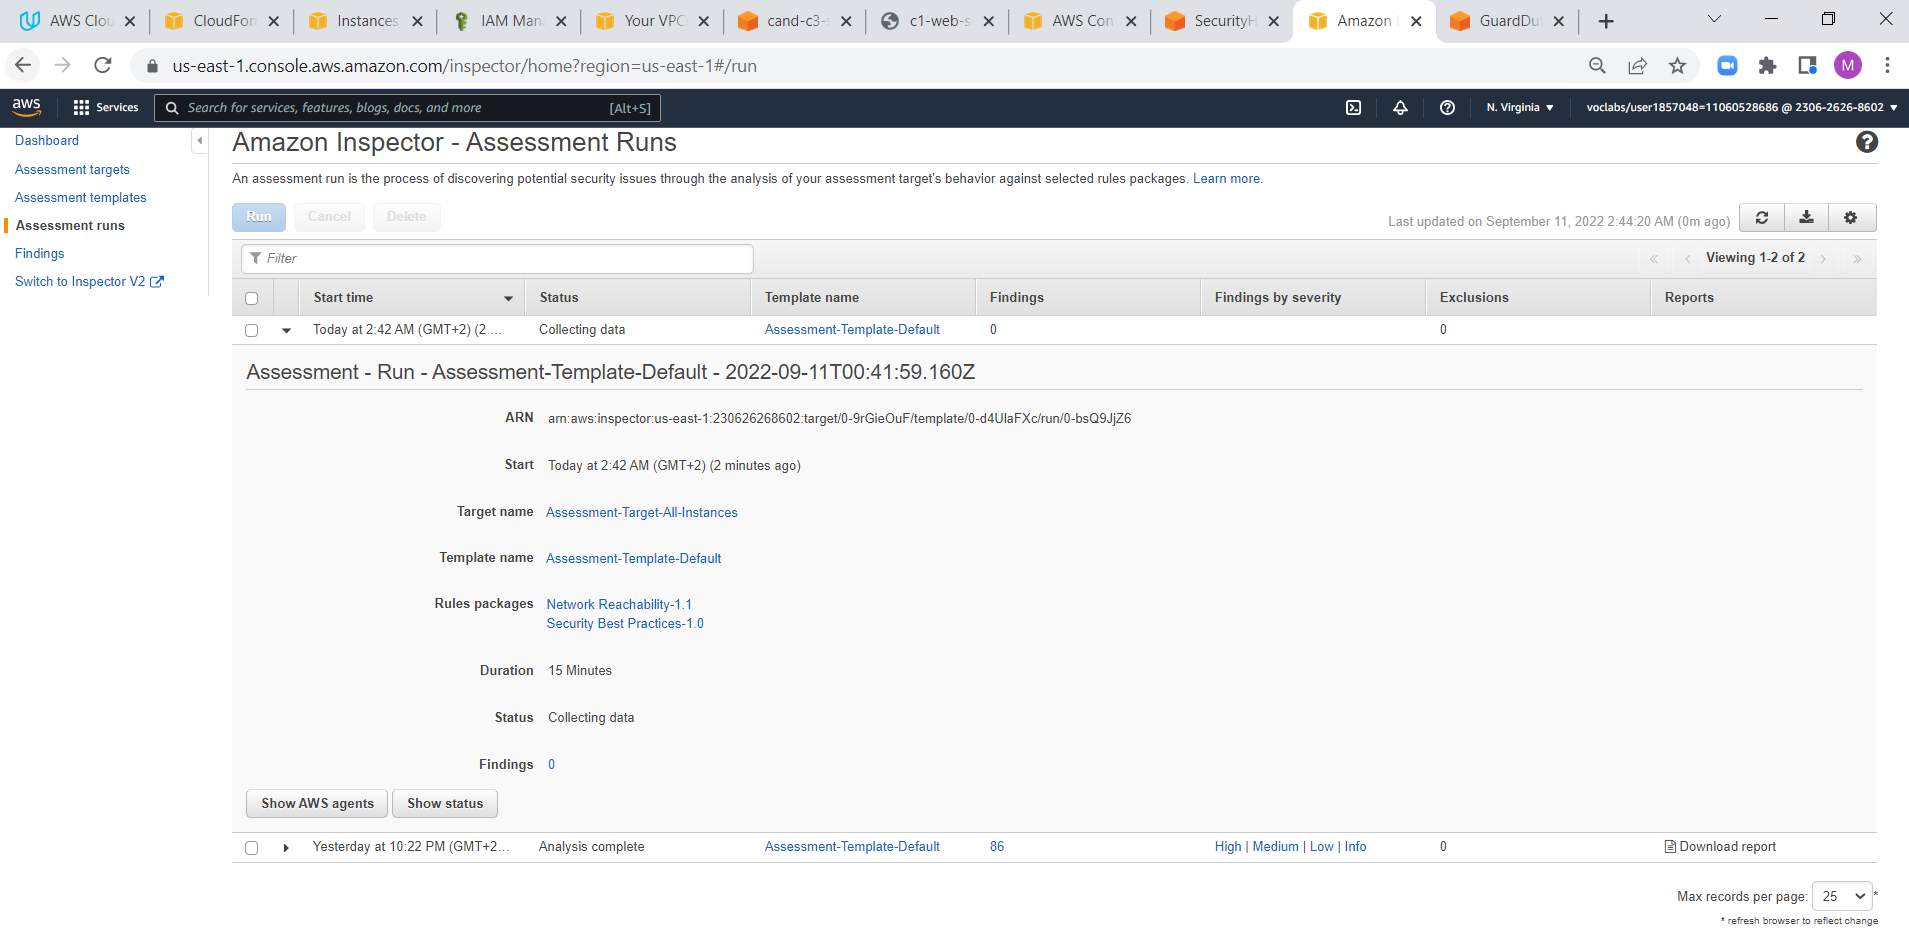 AWS Clou
CloudFor
Instances
IAM Man
Your VPC
cand-c3-s
c1-web-s
AWS Con
SecurityH
Amazon I
GuardDut
us-east-1.console.aws.amazon.com/inspector/home?region=us-east-1#/run
M
aws
Services
Search for services, features, blogs, docs, and more
[Alt+S]
N. Virginia
voclabs/user1857048=11060528686 @ 2306-2626-8602
Dashboard
Assessment targets
Assessment templates
Assessment runs
Findings
Switch to Inspector V2
Amazon Inspector - Assessment Runs
An assessment run is the process of discovering potential security issues through the analysis of your assessment target's behavior against selected rules packages. Learn more.
Run Cancel Delete
Last updated on September 11, 2022 2:44:20 AM (0m ago)
Filter
« ‹ Viewing 1-2 of 2 › »
Start time Status Template name Findings Findings by severity Exclusions Reports
Today at 2:42 AM (GMT+2) (2 ... Collecting data Assessment-Template-Default 0 0
Assessment - Run - Assessment-Template-Default - 2022-09-11T00:41:59.160Z
ARN arn:aws:inspector:us-east-1:230626268602:target/0-9rGieOuF/template/0-d4UlaFXc/run/0-bsQ9JjZ6
Start Today at 2:42 AM (GMT+2) (2 minutes ago)
Target name Assessment-Target-All-Instances
Template name Assessment-Template-Default
Rules packages Network Reachability-1.1
Security Best Practices-1.0
Duration 15 Minutes
Status Collecting data
Findings 0
Show AWS agents Show status
Yesterday at 10:22 PM (GMT+2... Analysis complete Assessment-Template-Default 86 High | Medium | Low | Info 0 Download report
Max records per page: 25 *
* refresh browser to reflect change